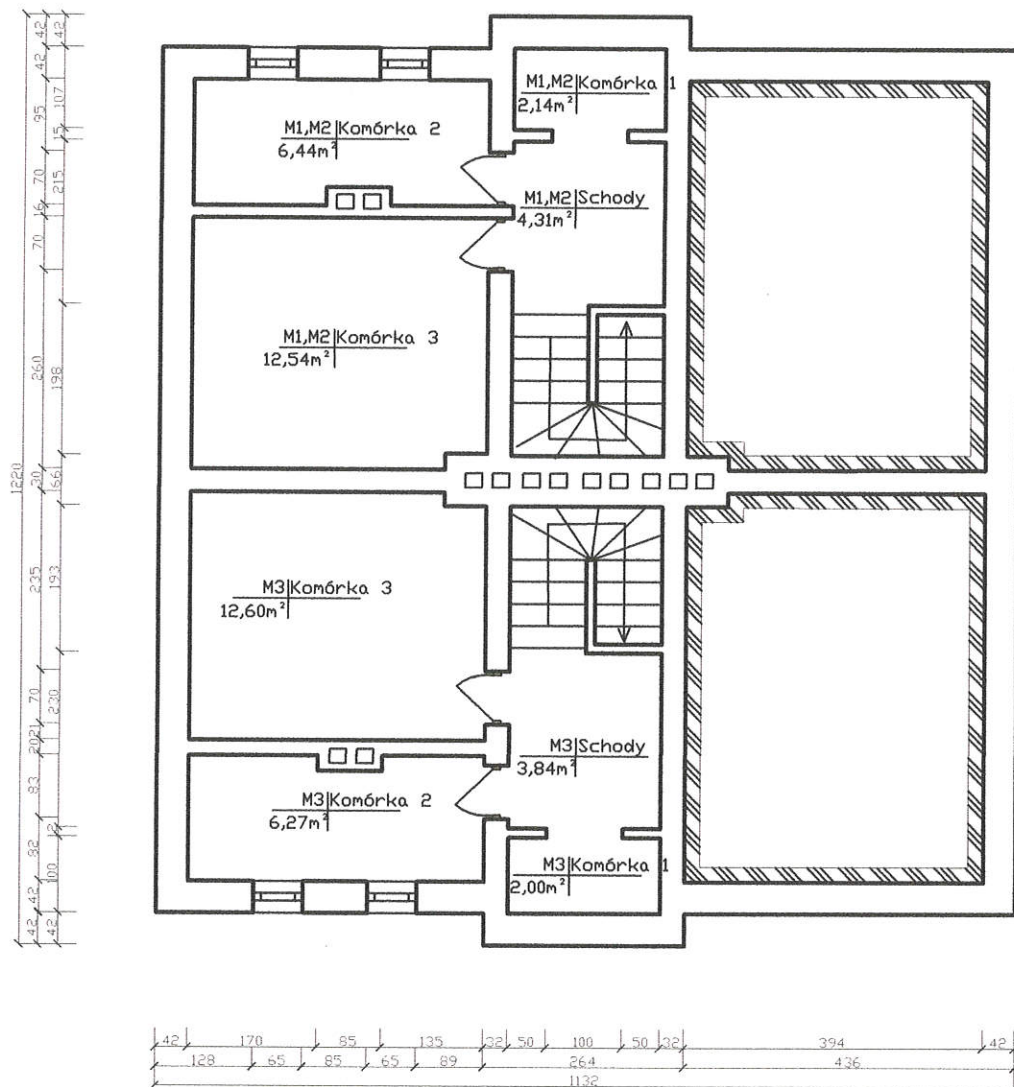 M1,M2 Komórka 1
2,14m²
M1,M2 Komórka 2
6,44m²
M1,M2 Schody
4,31m²
M1,M2 Komórka 3
12,54m²
M3 Komórka 3
12,60m²
M3 Schody
3,84m²
M3 Komórka 2
6,27m²
M3 Komórka 1
2,00m²
1220
42 42 95 70 16 70 260 30 235 70 2021 83 82 42 42
42 107 15 215 198 66 193 230 12 100 42
42 170 85 135 32 50 100 50 32 394 42
128 65 85 65 89 264 436
1132